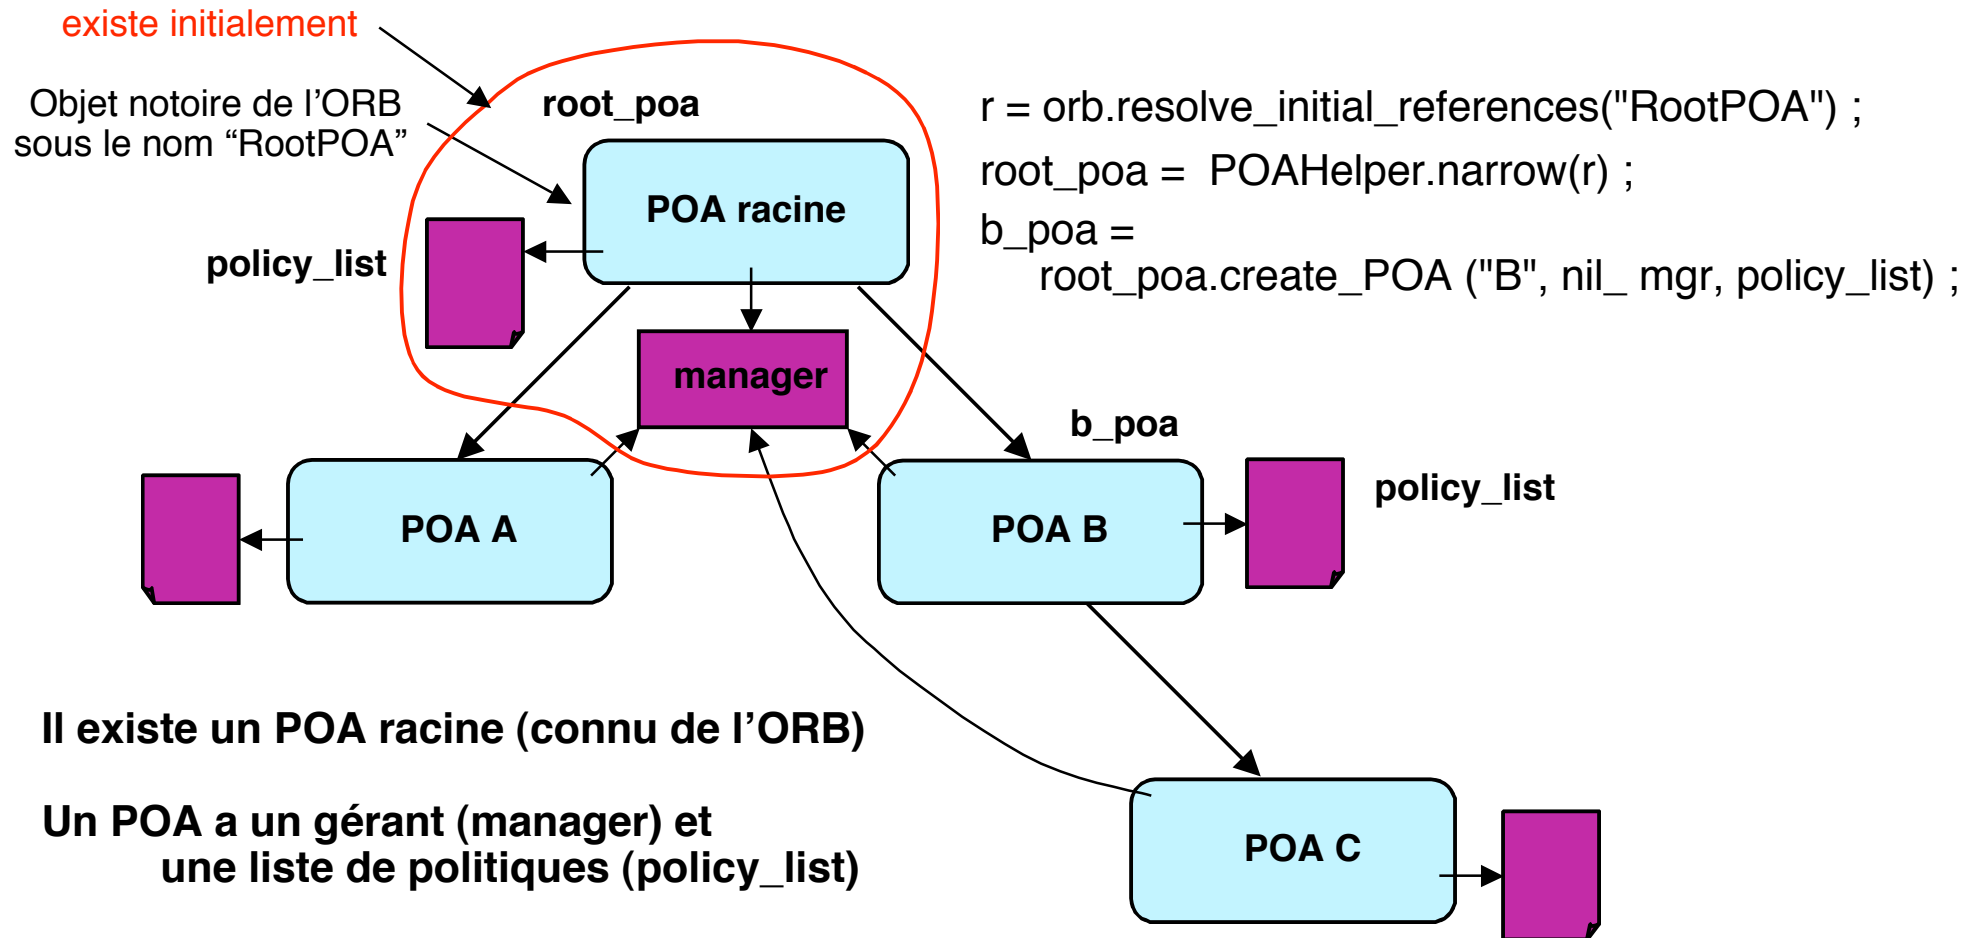 existe initialement
Objet notoire de l’ORB
sous le nom “RootPOA”
root_poa
POA racine
policy_list
manager
r = orb.resolve_initial_references("RootPOA") ;
root_poa = POAHelper.narrow(r) ;
b_poa =
root_poa.create_POA ("B", nil_ mgr, policy_list) ;
b_poa
POA A
POA B
policy_list
Il existe un POA racine (connu de l’ORB)
Un POA a un gérant (manager) et
une liste de politiques (policy_list)
POA C